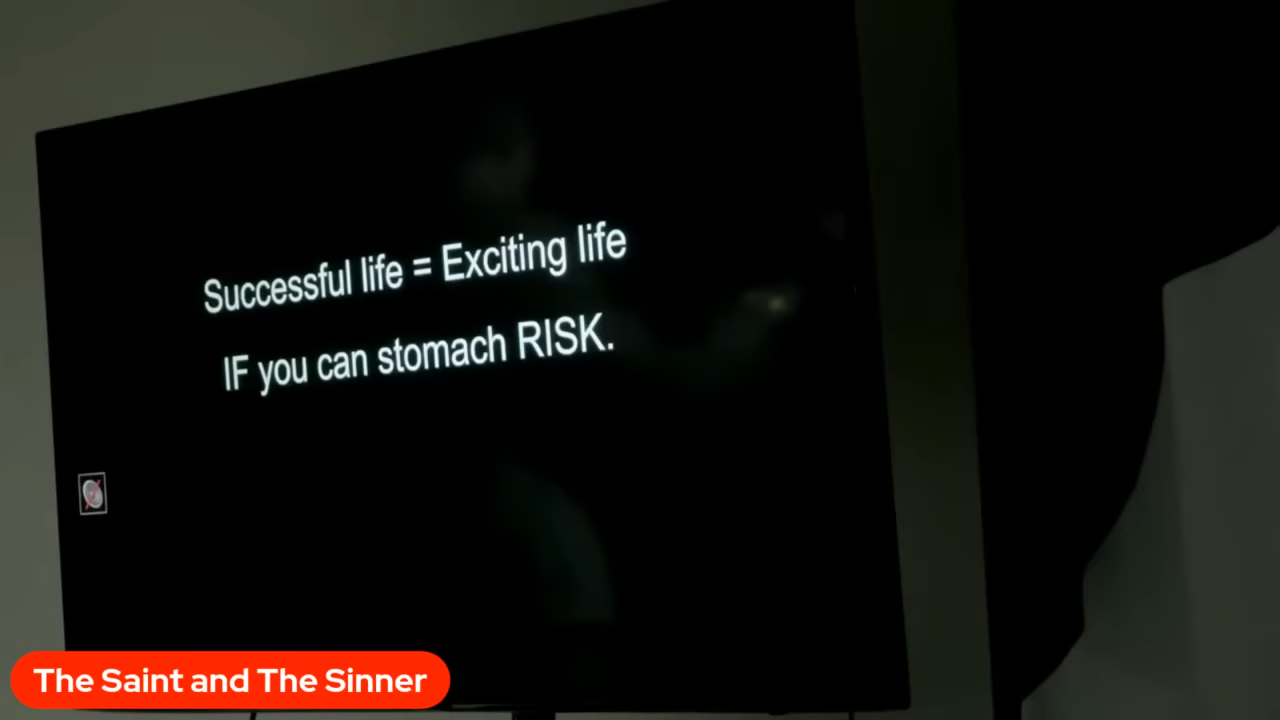 Successful life = Exciting life
IF you can stomach RISK.
The Saint and The Sinner